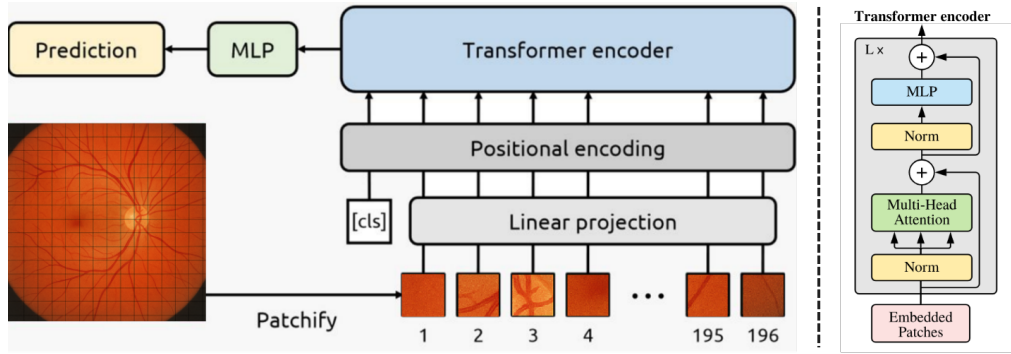 Prediction
MLP
Transformer encoder
Positional encoding
[cls]
Linear projection
Patchify
1 2 3 4 ••• 195 196
Transformer encoder
L ×
+
MLP
Norm
+
Multi-Head
Attention
Norm
Embedded
Patches